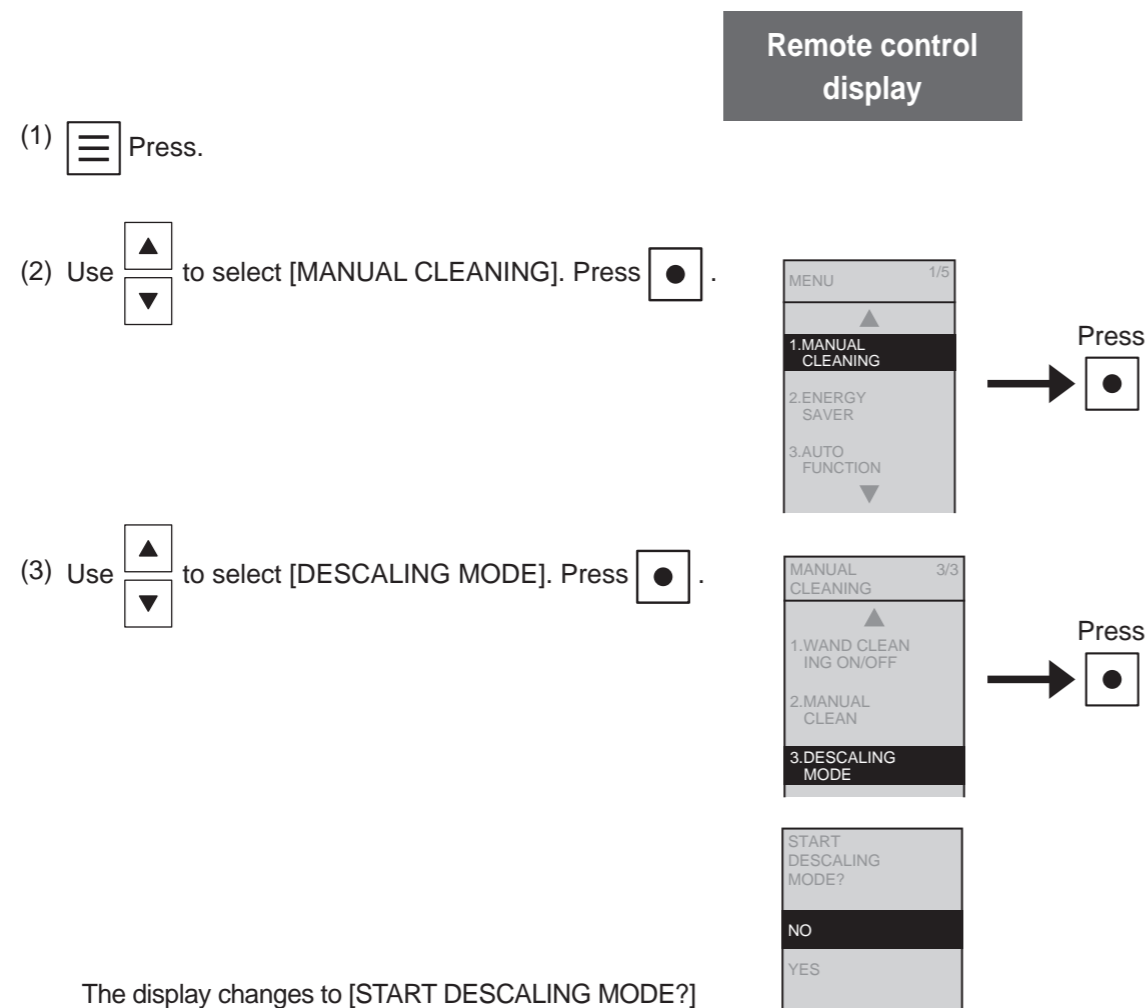 Remote control
display
(1) Press.
(2) Use to select [MANUAL CLEANING]. Press .
MENU 1/5
1.MANUAL
CLEANING
2.ENERGY
SAVER
3.AUTO
FUNCTION
Press
(3) Use to select [DESCALING MODE]. Press .
MANUAL 3/3
CLEANING
1.WAND CLEAN
ING ON/OFF
2.MANUAL
CLEAN
3.DESCALING
MODE
Press
START
DESCALING
MODE?
NO
YES
The display changes to [START DESCALING MODE?]